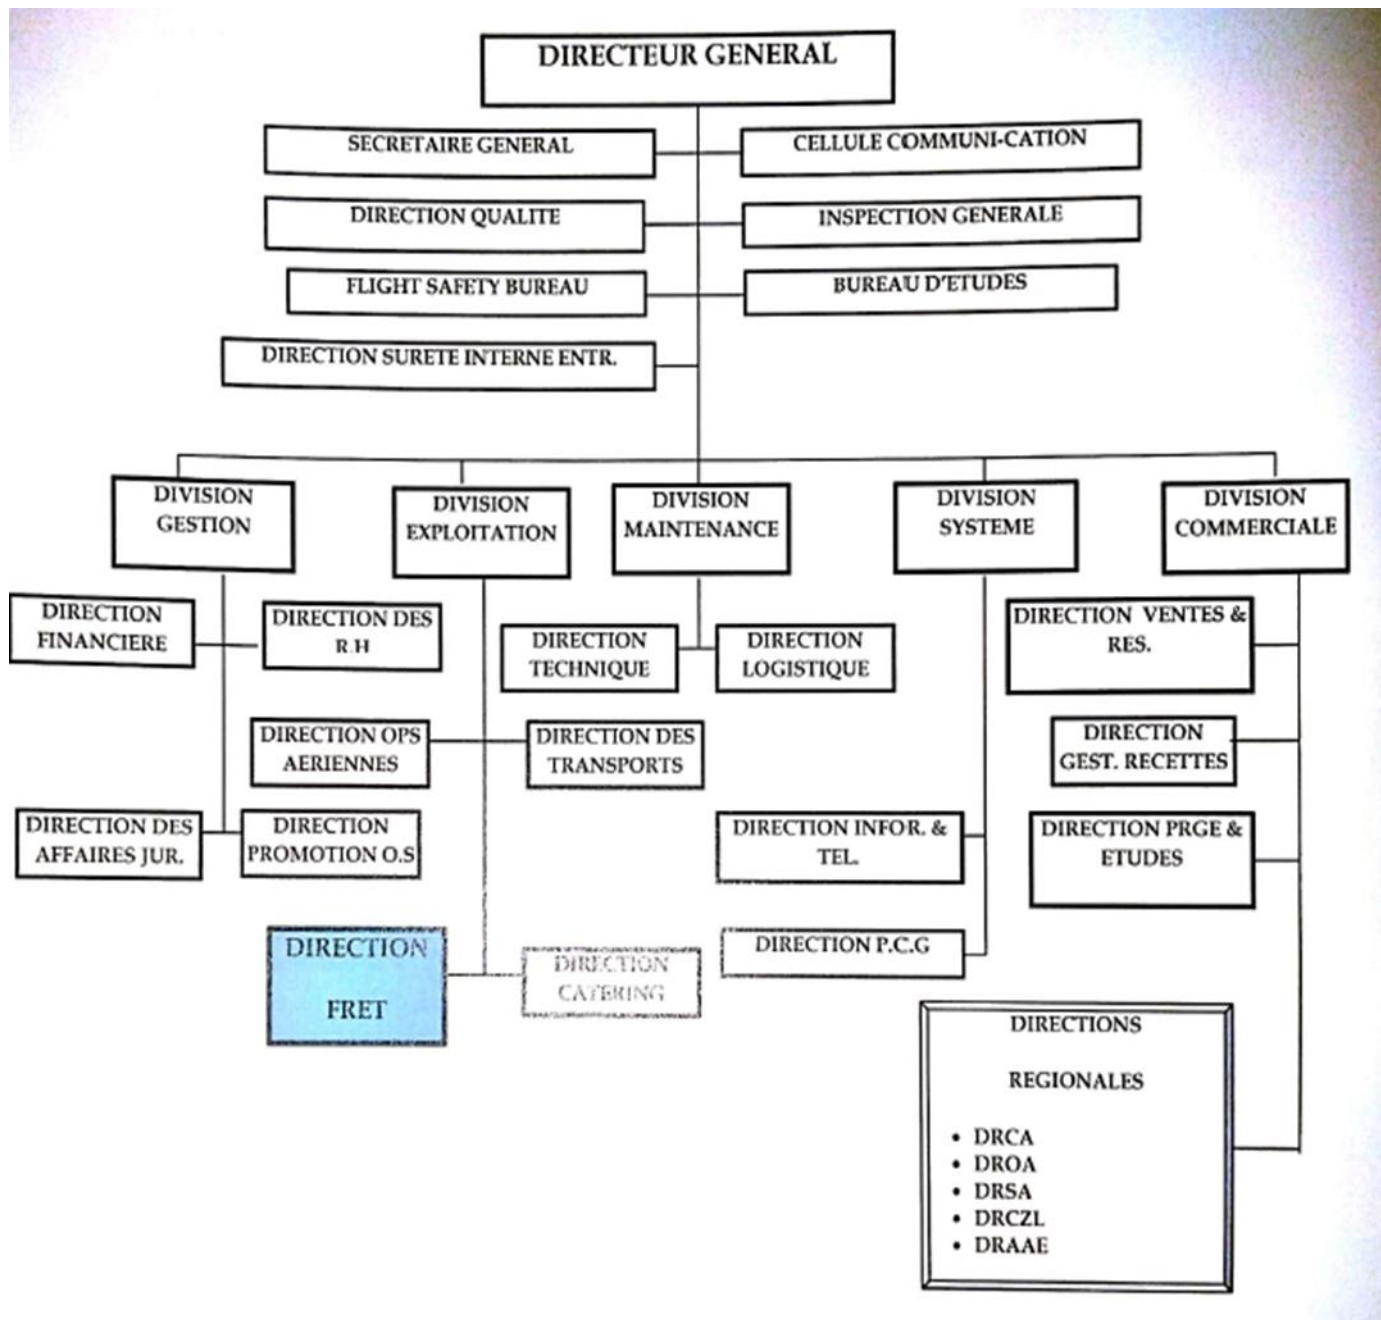 DIRECTEUR GENERAL
SECRETAIRE GENERAL
CELLULE COMMUNI-CATION
DIRECTION QUALITE
INSPECTION GENERALE
FLIGHT SAFETY BUREAU
BUREAU D'ETUDES
DIRECTION SURETE INTERNE ENTR.
DIVISION
GESTION
DIVISION
EXPLOITATION
DIVISION
MAINTENANCE
DIVISION
SYSTEME
DIVISION
COMMERCIALE
DIRECTION
FINANCIERE
DIRECTION DES
R.H
DIRECTION
TECHNIQUE
DIRECTION
LOGISTIQUE
DIRECTION VENTES &
RES.
DIRECTION OPS
AERIENNES
DIRECTION DES
TRANSPORTS
DIRECTION
GEST. RECETTES
DIRECTION DES
AFFAIRES JUR.
DIRECTION
PROMOTION O.S
DIRECTION INFOR. &
TEL.
DIRECTION PRGE &
ETUDES
DIRECTION
FRET
DIRECTION
CATERING
DIRECTION P.C.G
DIRECTIONS
REGIONALES
• DRCA
• DROA
• DRSA
• DRCZL
• DRAAE